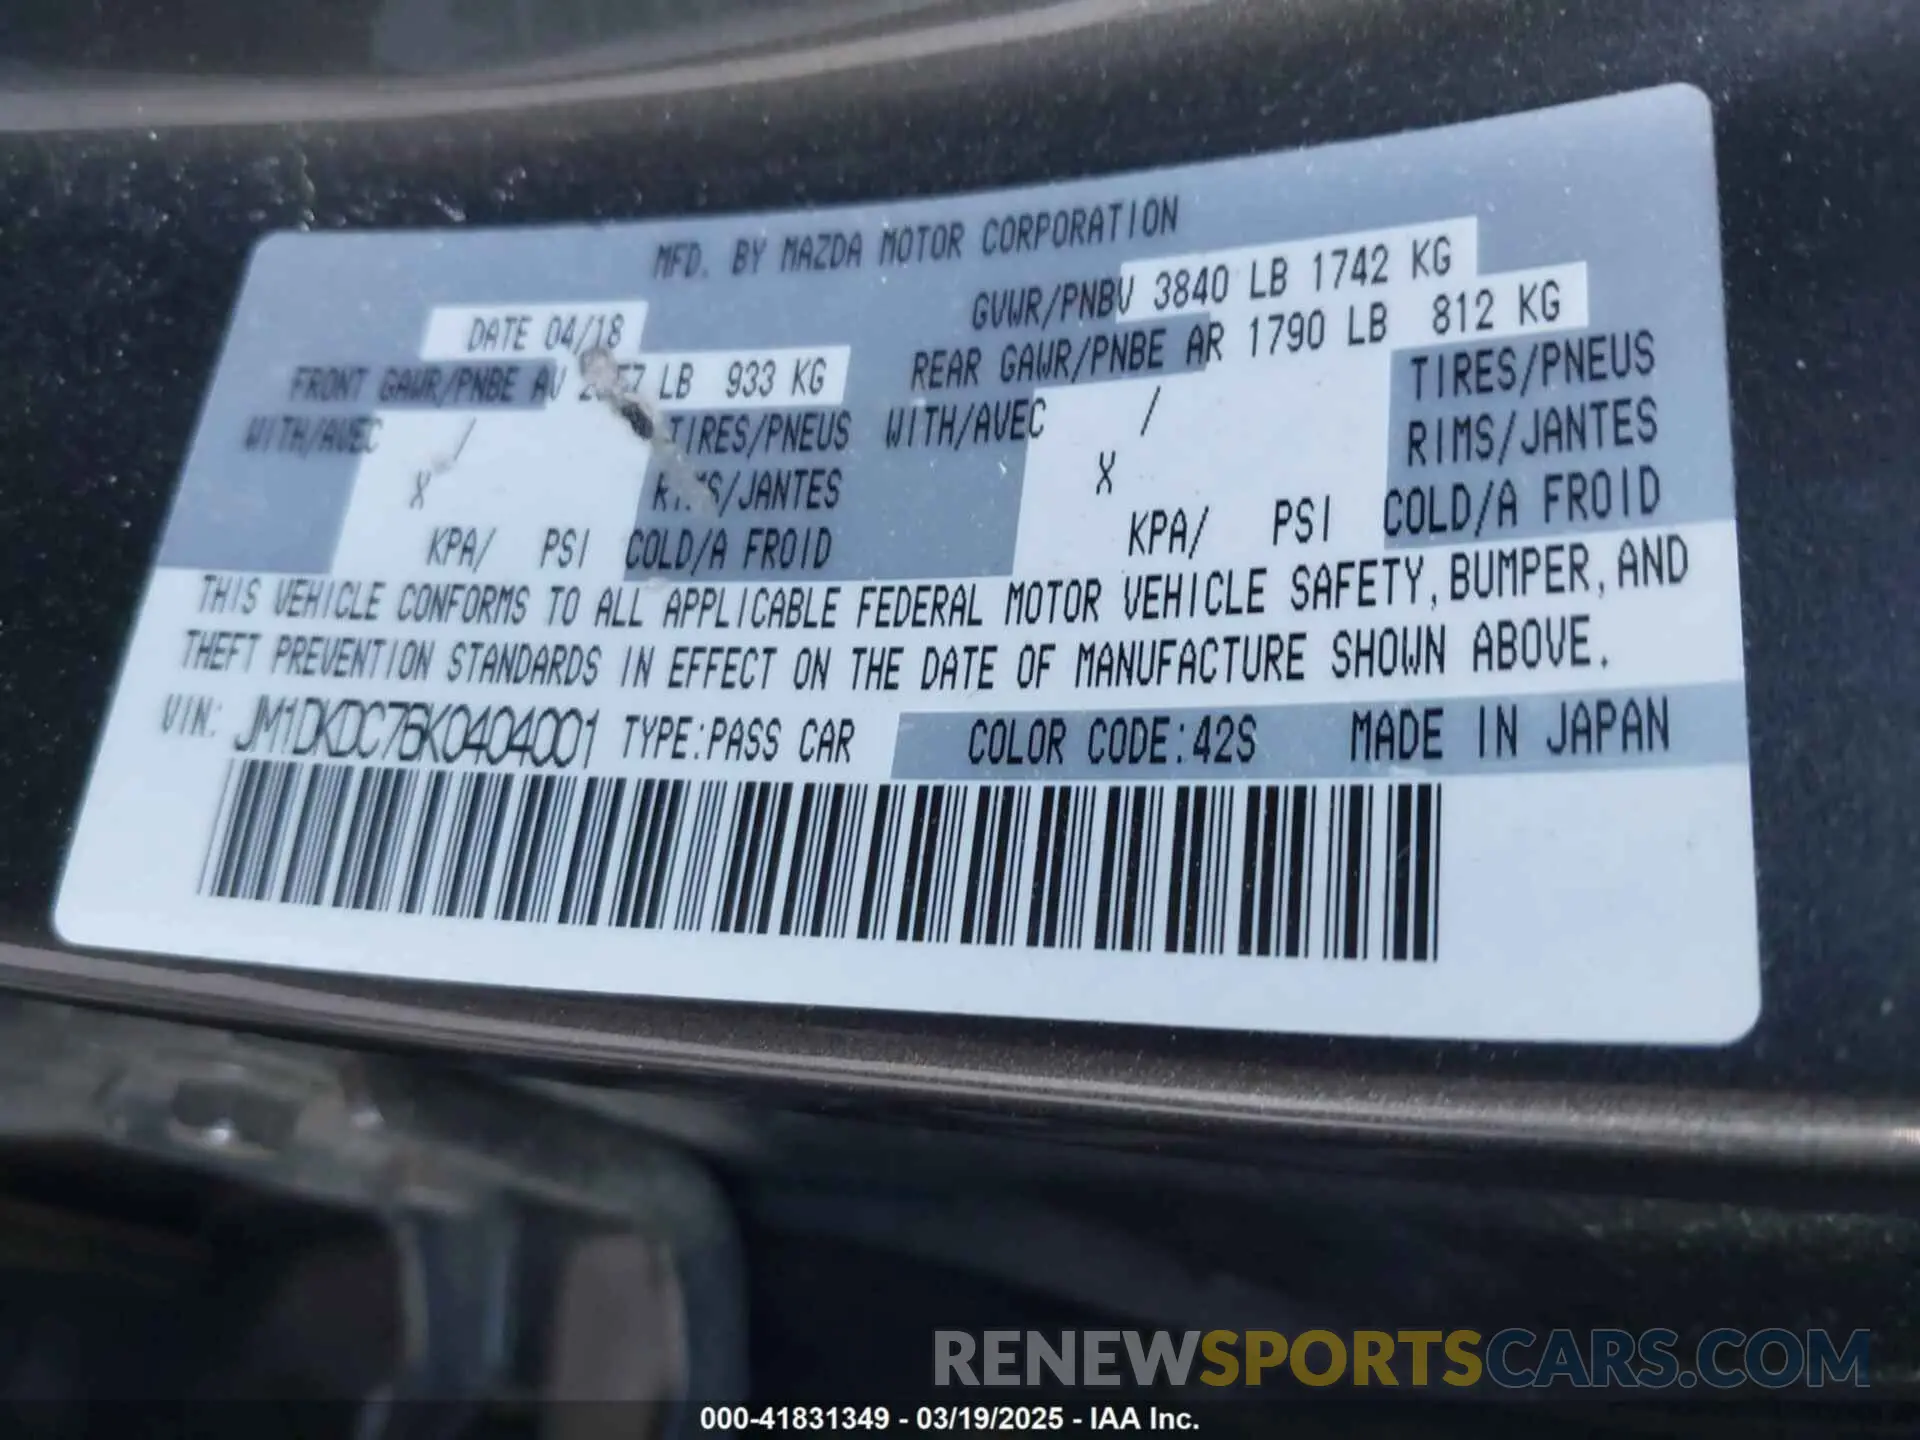 MFD. BY MAZDA MOTOR CORPORATION
DATE 04/18 GVWR/PNBV 3840 LB 1742 KG
FRONT GAWR/PNBE AV LB 933 KG REAR GAWR/PNBE AR 1790 LB 812 KG
WITH/AVEC / TIRES/PNEUS WITH/AVEC / TIRES/PNEUS
X RIMS/JANTES X RIMS/JANTES
KPA/ PSI COLD/A FROID KPA/ PSI COLD/A FROID
THIS VEHICLE CONFORMS TO ALL APPLICABLE FEDERAL MOTOR VEHICLE SAFETY, BUMPER, AND
THEFT PREVENTION STANDARDS IN EFFECT ON THE DATE OF MANUFACTURE SHOWN ABOVE.
VIN: JM1DKDC76K0404001 TYPE:PASS CAR COLOR CODE:42S MADE IN JAPAN
RENEWSPORTSCARS.COM
000-41831349 - 03/19/2025 - IAA Inc.